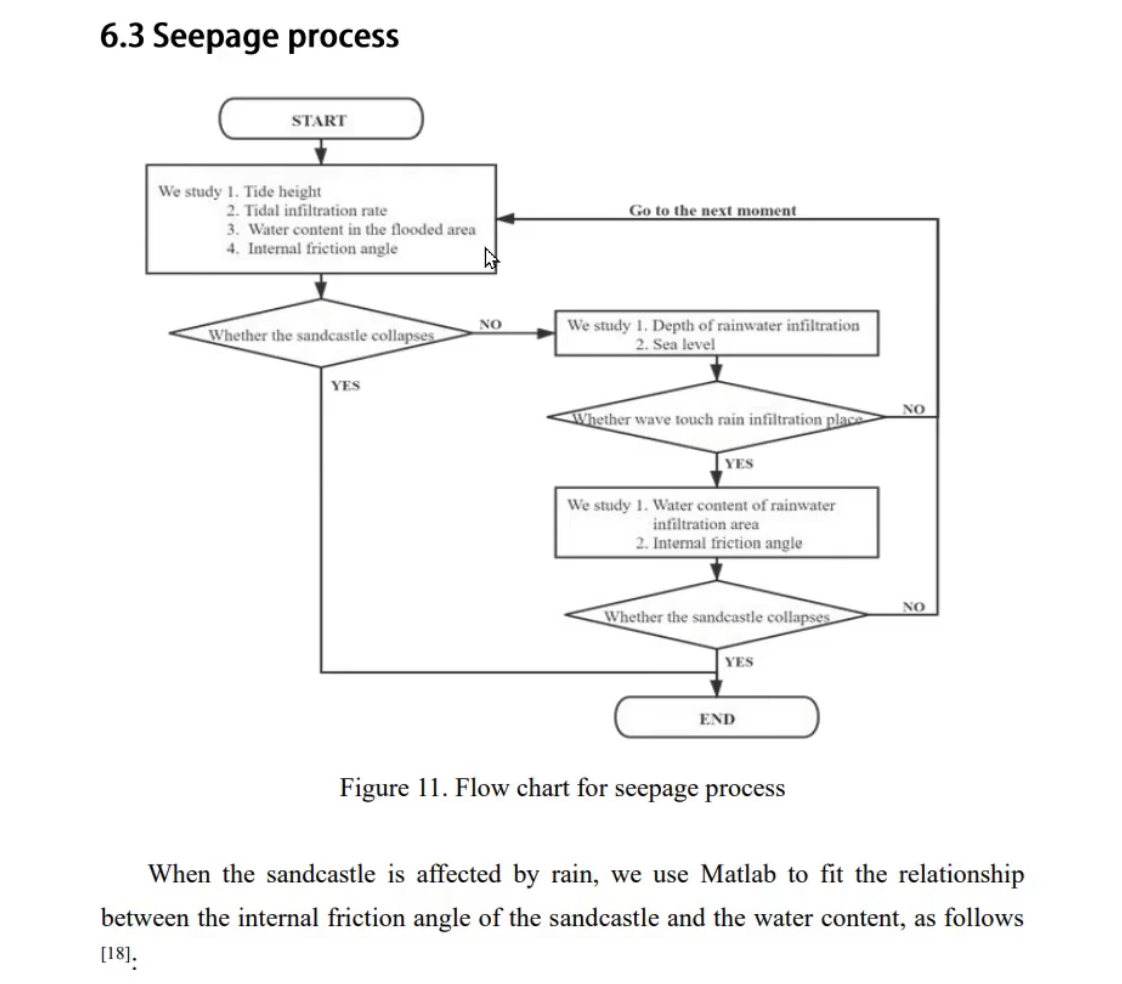 6.3 Seepage process
START
We study 1. Tide height
2. Tidal infiltration rate
3. Water content in the flooded area
4. Internal friction angle
Go to the next moment
Whether the sandcastle collapses
NO
YES
We study 1. Depth of rainwater infiltration
2. Sea level
Whether wave touch rain infiltration place
NO
YES
We study 1. Water content of rainwater
infiltration area
2. Internal friction angle
Whether the sandcastle collapses
NO
YES
END
Figure 11. Flow chart for seepage process
When the sandcastle is affected by rain, we use Matlab to fit the relationship
between the internal friction angle of the sandcastle and the water content, as follows
[18]: